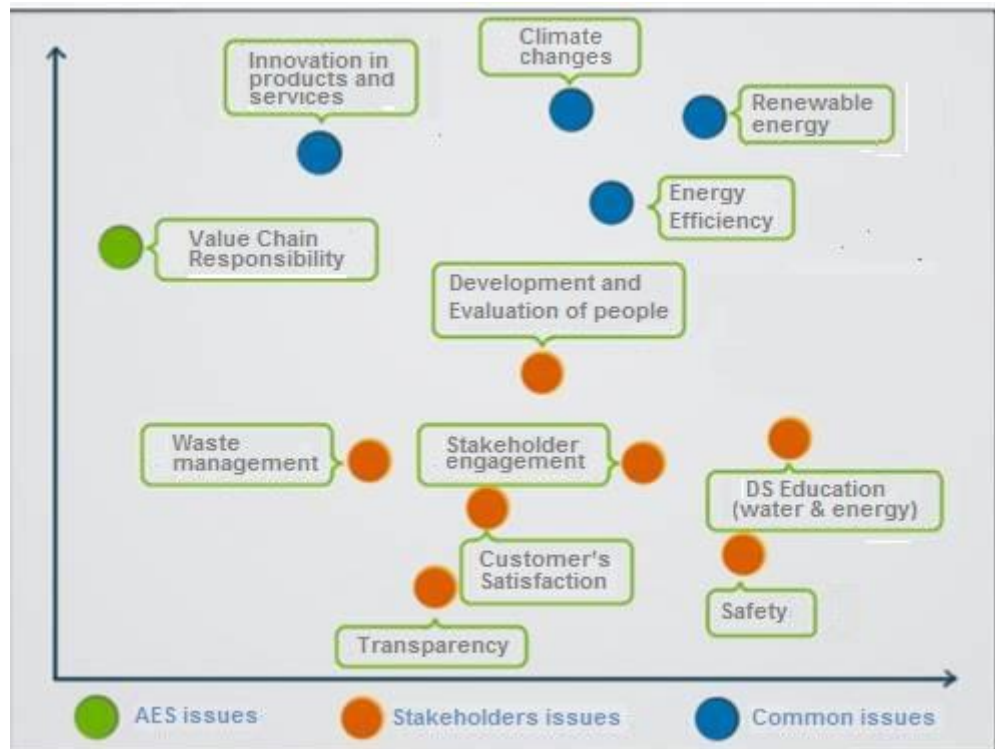 Climate
changes
Innovation in
products and
services
Renewable
energy
Energy
Efficiency
Value Chain
Responsibility
Development and
Evaluation of people
Waste
management
Stakeholder
engagement
DS Education
(water & energy)
Customer's
Satisfaction
Safety
Transparency
AES issues
Stakeholders issues
Common issues